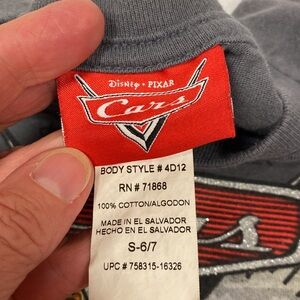 Disney • PIXAR
Cars
BODY STYLE # 4D12
RN # 71868
100% COTTON/ALGODON
MADE IN EL SALVADOR
HECHO EN EL SALVADOR
S-6/7
UPC # 758315-16326